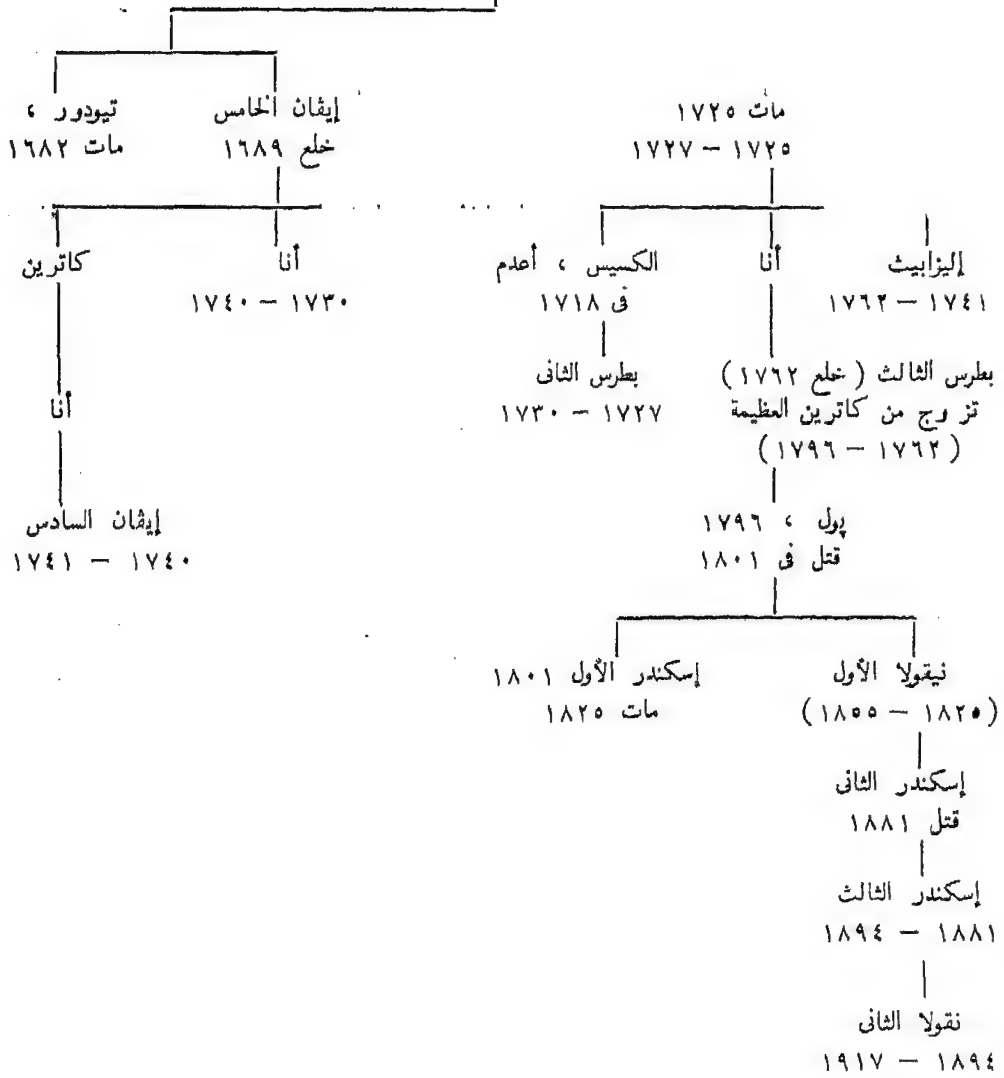 مات ١٧٢٥
١٧٢٥ – ١٧٢٧
إيڤان الخامس
خلع ١٦٨٩
تيودور ،
مات ١٦٨٢
إليزابيث
١٧٤١ – ١٧٦٢
أنا
الكسيس ، أعدم
فى ١٧١٨
أنا
١٧٣٠ – ١٧٤٠
كاترين
بطرس الثالث ( خلع ١٧٦٢ )
تزوج من كاترين العظيمة
( ١٧٦٢ – ١٧٩٦ )
بطرس الثانى
١٧٢٧ – ١٧٣٠
أنا
پول ، ١٧٩٦
قتل فى ١٨٠١
إيڤان السادس
١٧٤٠ – ١٧٤١
نيقولا الأول
( ١٨٢٥ – ١٨٥٥ )
إسكندر الأول ١٨٠١
مات ١٨٢٥
إسكندر الثانى
قتل ١٨٨١
إسكندر الثالث
١٨٨١ – ١٨٩٤
نقولا الثانى
١٨٩٤ – ١٩١٧